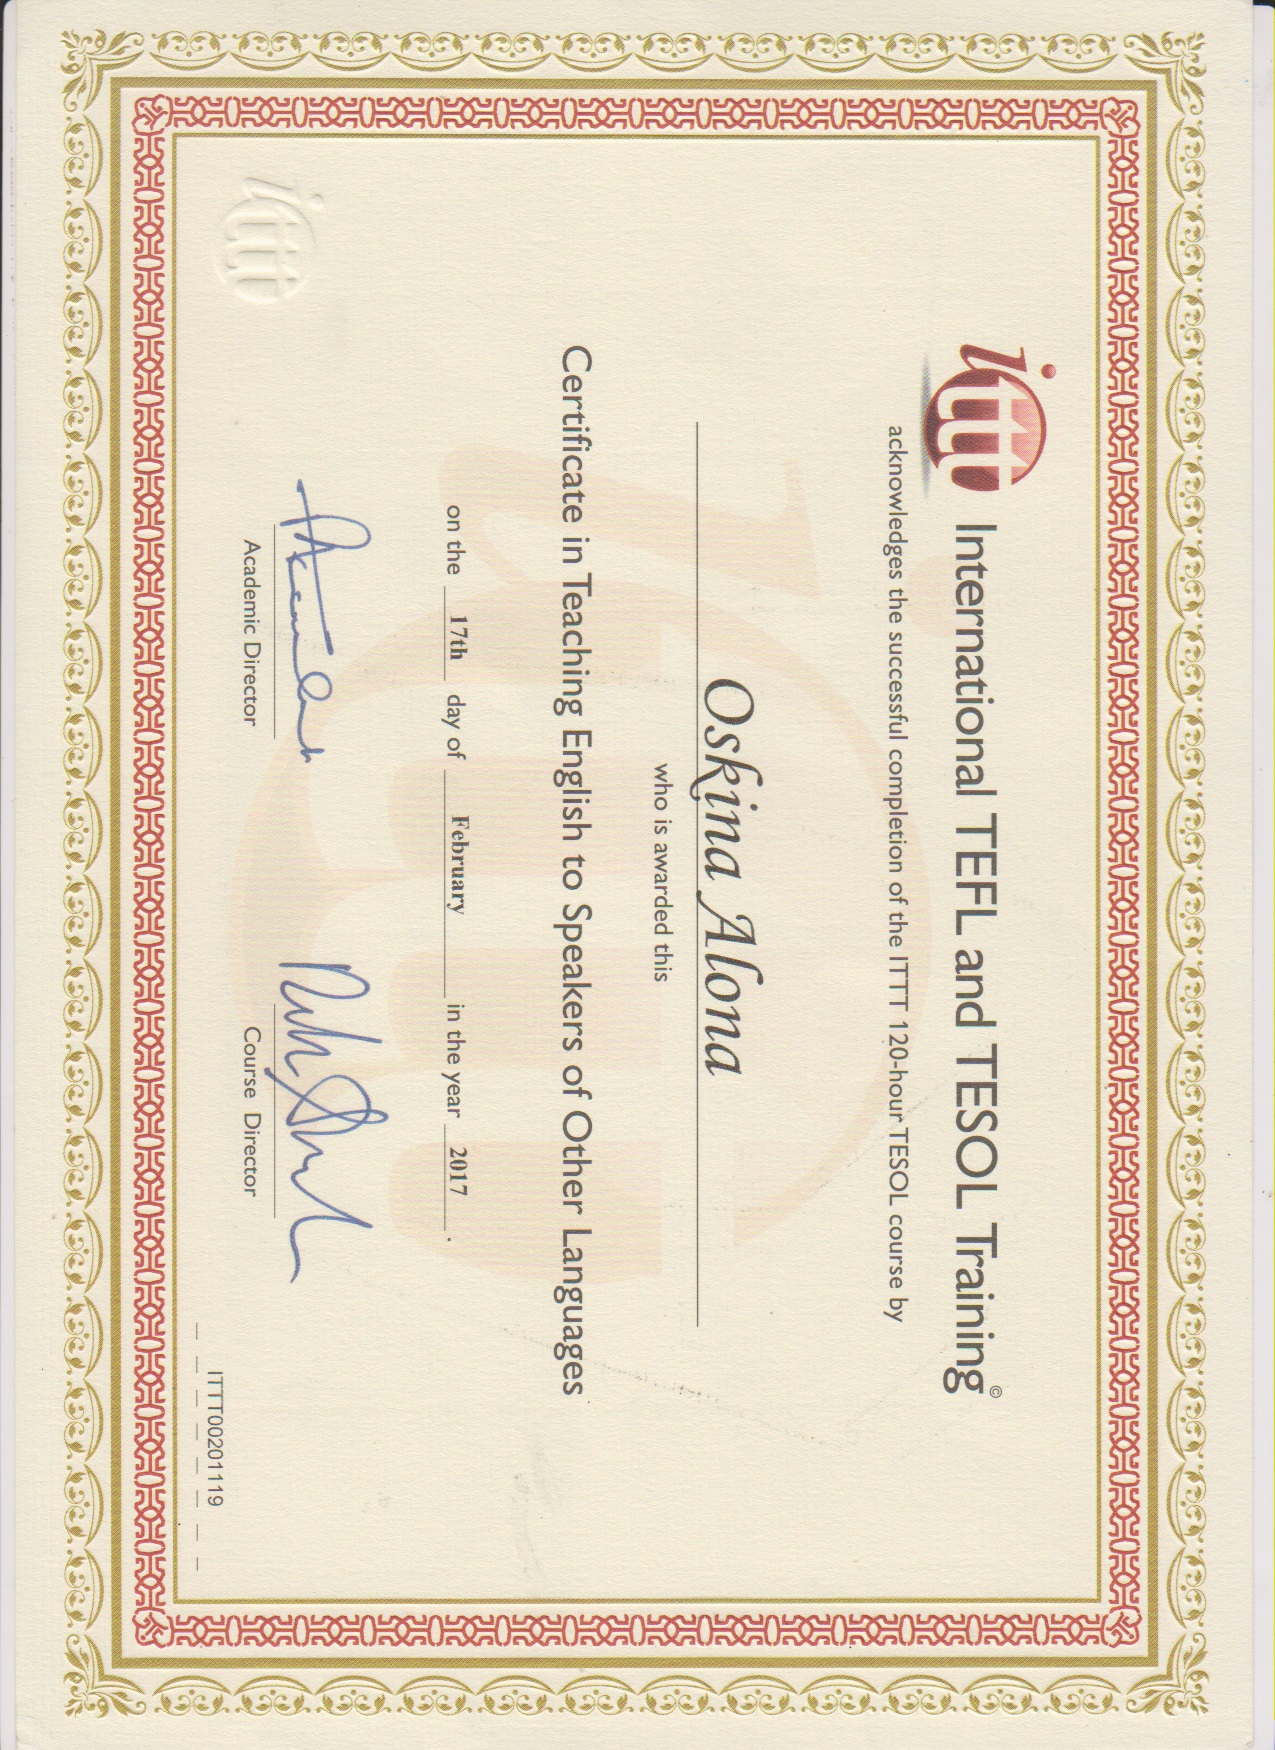 ittt International TEFL and TESOL Training©
acknowledges the successful completion of the ITTT 120-hour TESOL course by
Oskina Alona
who is awarded this
Certificate in Teaching English to Speakers of Other Languages
on the 17th day of February in the year 2017 .
Academic Director Course Director
ITTT00201119
ittt